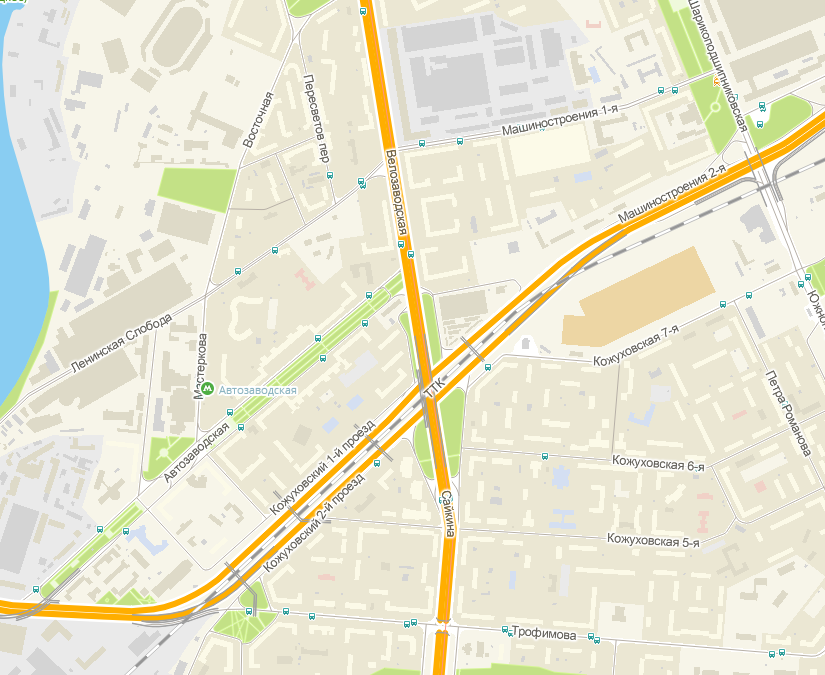 Шарикоподшипниковская
Восточная
Пересветов пер
Машиностроения 1-я
Велозаводская
Машиностроения 2-я
Ленинская Слобода
Мастеркова
Автозаводская
Автозаводская
ТТК
Кожуховская 7-я
Петра Романова
Кожуховский 1-й проезд
Кожуховский 2-й проезд
Кожуховская 6-я
Сайкина
Кожуховская 5-я
Трофимова